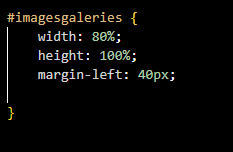 #imagesgaleries {
width: 80%;
height: 100%;
margin-left: 40px;
}